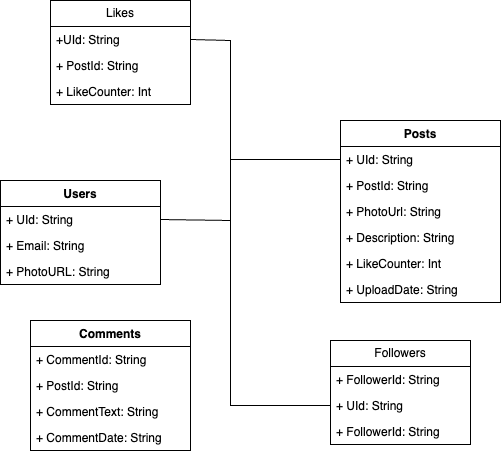 Likes
+UId: String
+ PostId: String
+ LikeCounter: Int
Posts
+ UId: String
+ PostId: String
+ PhotoUrl: String
+ Description: String
+ LikeCounter: Int
+ UploadDate: String
Users
+ UId: String
+ Email: String
+ PhotoURL: String
Comments
+ CommentId: String
+ PostId: String
+ CommentText: String
+ CommentDate: String
Followers
+ FollowerId: String
+ UId: String
+ FollowerId: String